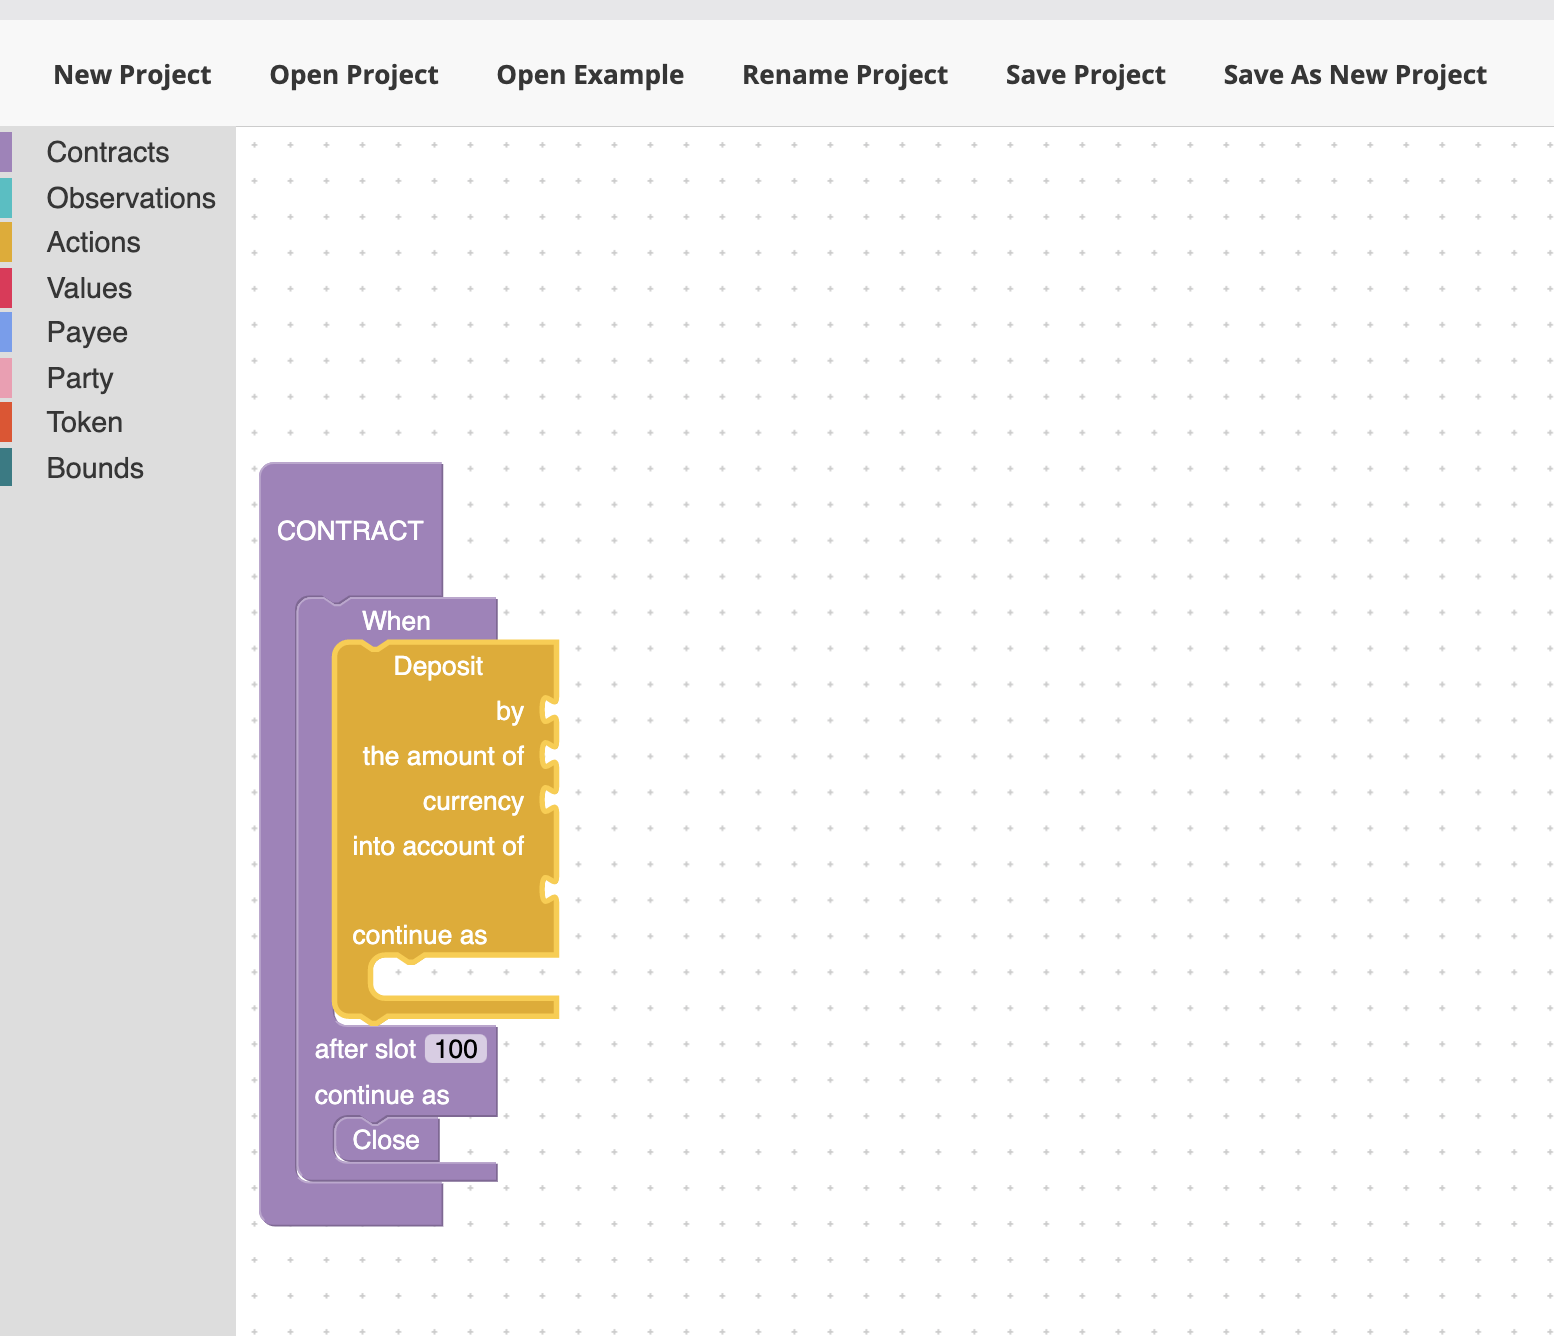 New Project Open Project Open Example Rename Project Save Project Save As New Project
Contracts
Observations
Actions
Values
Payee
Party
Token
Bounds
CONTRACT
When
Deposit
by
the amount of
currency
into account of
continue as
after slot 100
continue as
Close